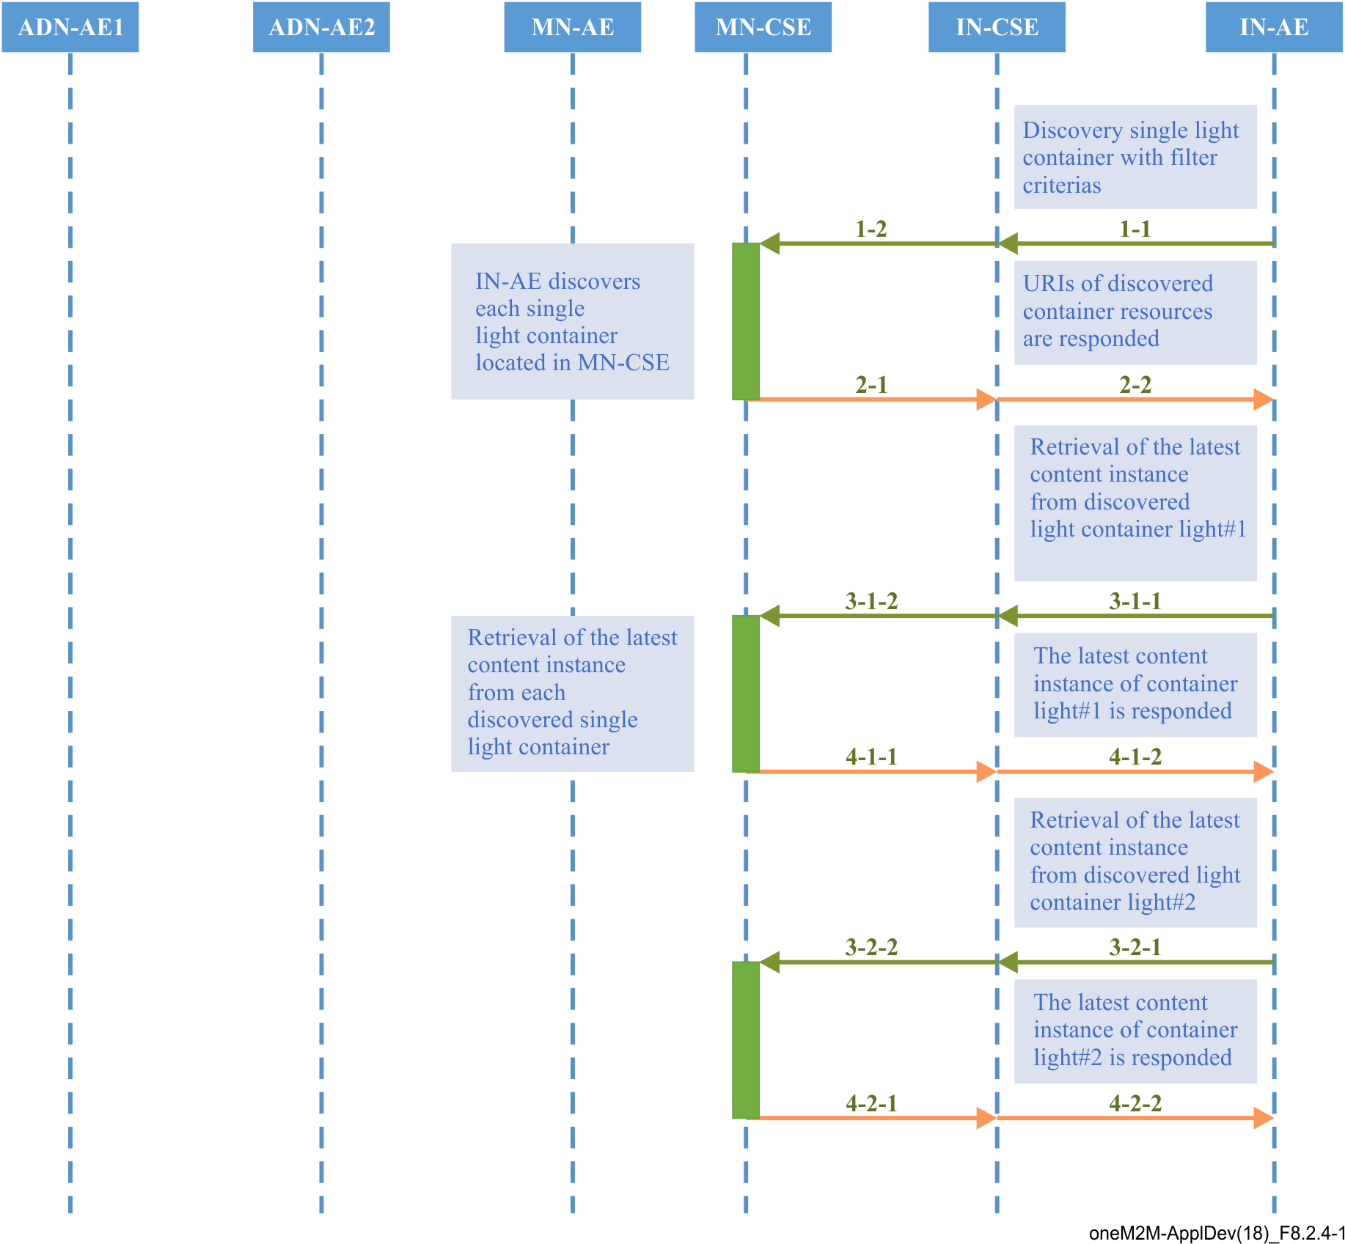 ADN-AE1
ADN-AE2
MN-AE
MN-CSE
IN-CSE
IN-AE
Discovery single light
container with filter
criterias
1-2
1-1
IN-AE discovers
each single
light container
located in MN-CSE
URIs of discovered
container resources
are responded
2-1
2-2
Retrieval of the latest
content instance
from discovered
light container light#1
3-1-2
3-1-1
Retrieval of the latest
content instance
from each
discovered single
light container
The latest content
instance of container
light#1 is responded
4-1-1
4-1-2
Retrieval of the latest
content instance
from discovered light
container light#2
3-2-2
3-2-1
The latest content
instance of container
light#2 is responded
4-2-1
4-2-2
oneM2M-ApplDev(18)_F8.2.4-1